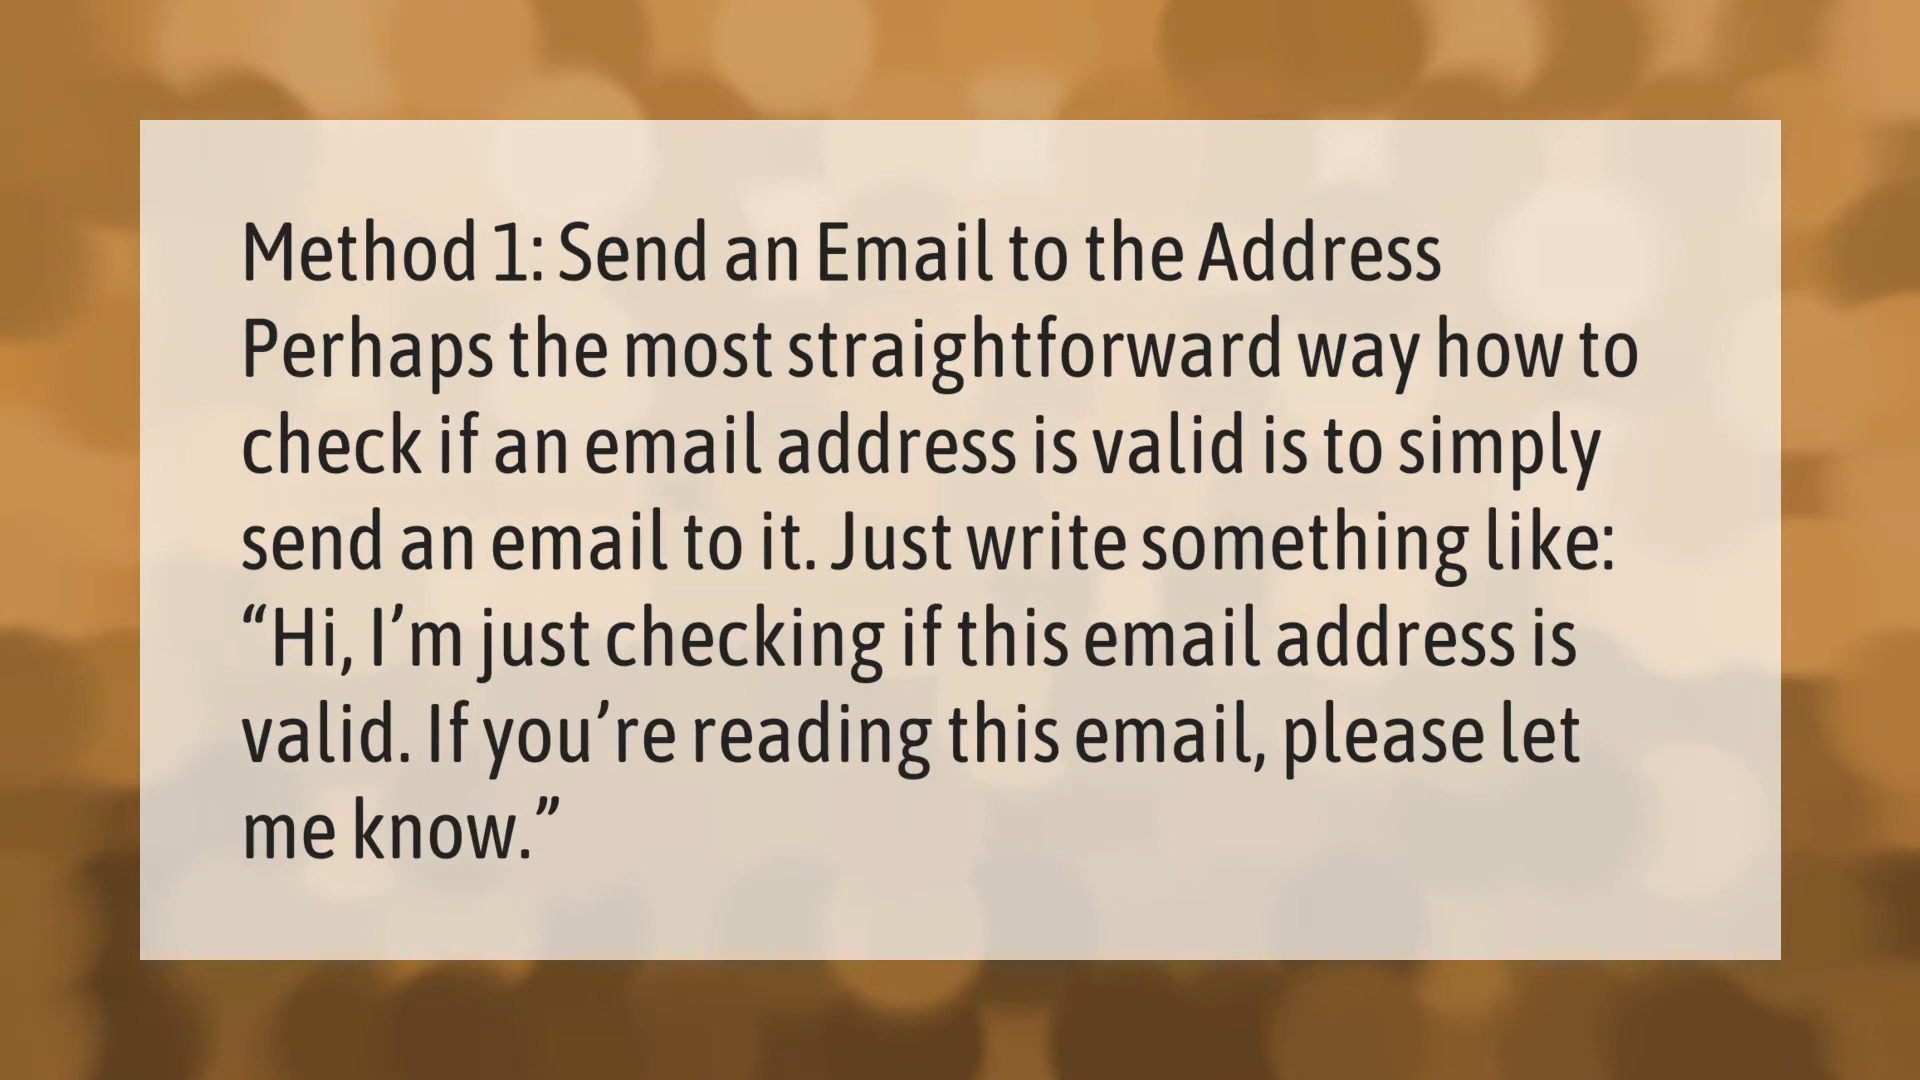 Method 1: Send an Email to the Address
Perhaps the most straightforward way how to
check if an email address is valid is to simply
send an email to it. Just write something like:
“Hi, I’m just checking if this email address is
valid. If you’re reading this email, please let
me know.”